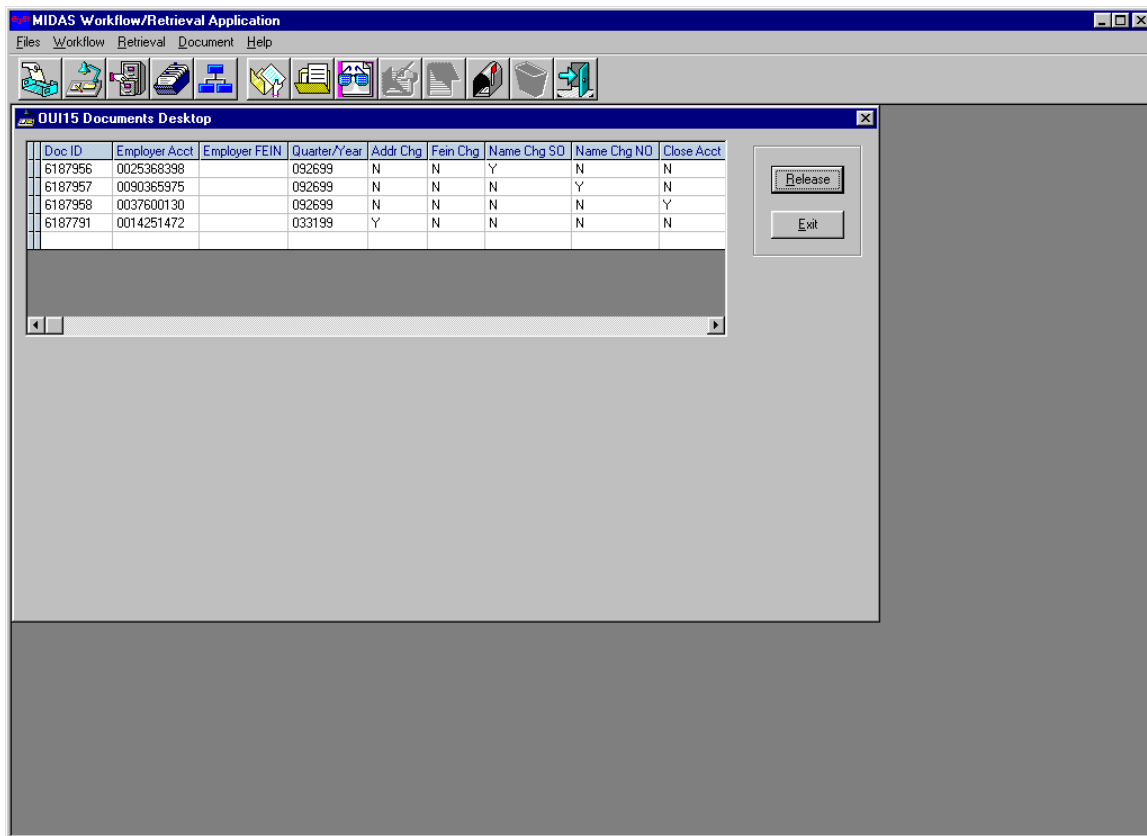 MIDAS Workflow/Retrieval Application
Files Workflow Retrieval Document Help
OUI15 Documents Desktop
Doc ID Employer Acct Employer FEIN Quarter/Year Addr Chg Fein Chg Name Chg SO Name Chg NO Close Acct
6187956 0025368398 092699 N N Y N N
6187957 0090365975 092699 N N N Y N
6187958 0037600130 092699 N N N N Y
6187791 0014251472 033199 Y N N N N
Release
Exit